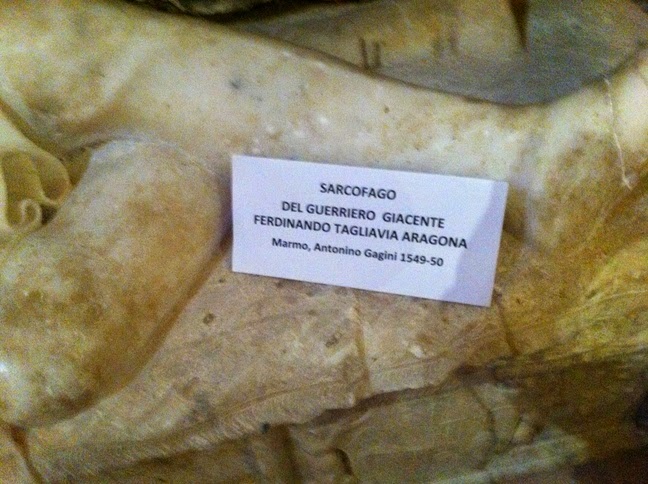 SARCOFAGO
DEL GUERRIERO GIACENTE
FERDINANDO TAGLIAVIA ARAGONA
Marmo, Antonino Gagini 1549-50